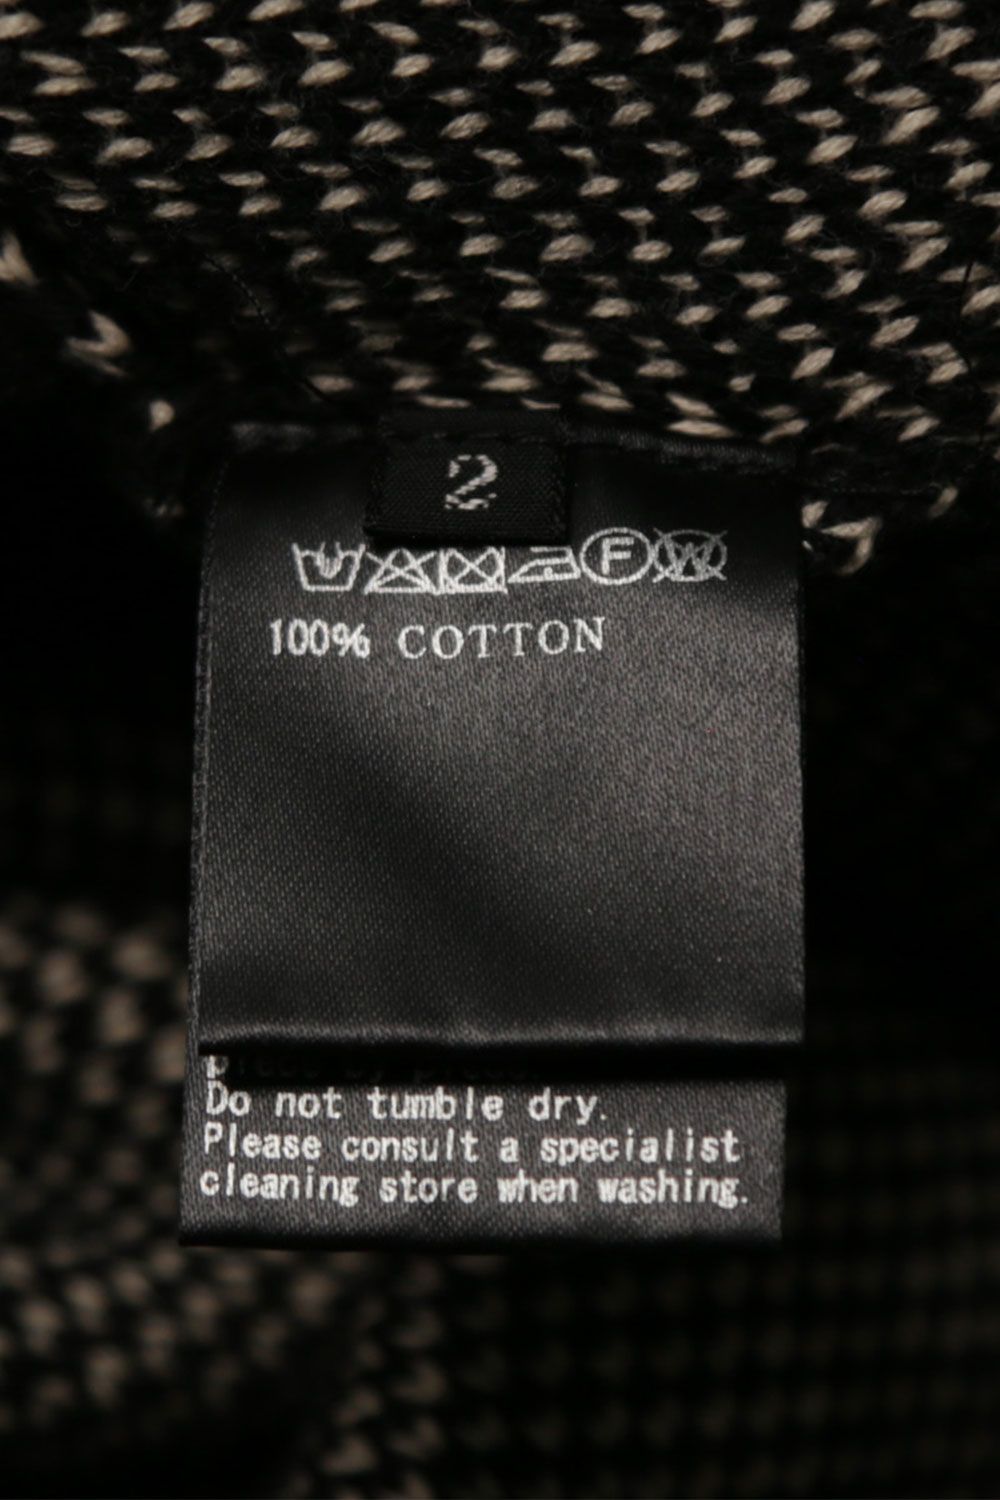 2
F W
100% COTTON
Do not tumble dry.
Please consult a specialist
cleaning store when washing.